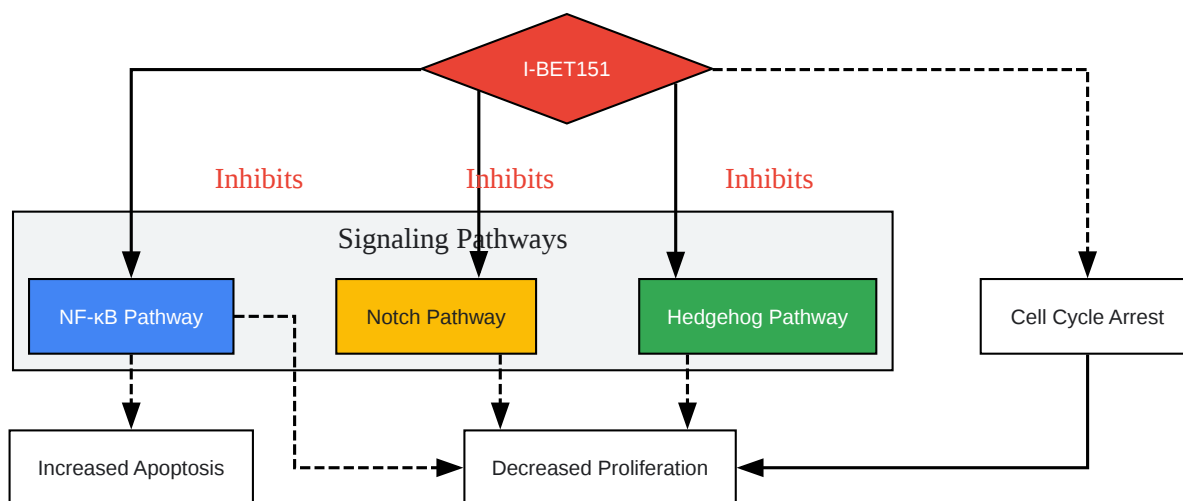 I-BET151
Inhibits
Inhibits
Inhibits
Signaling Pathways
NF-κB Pathway
Notch Pathway
Hedgehog Pathway
Cell Cycle Arrest
Increased Apoptosis
Decreased Proliferation